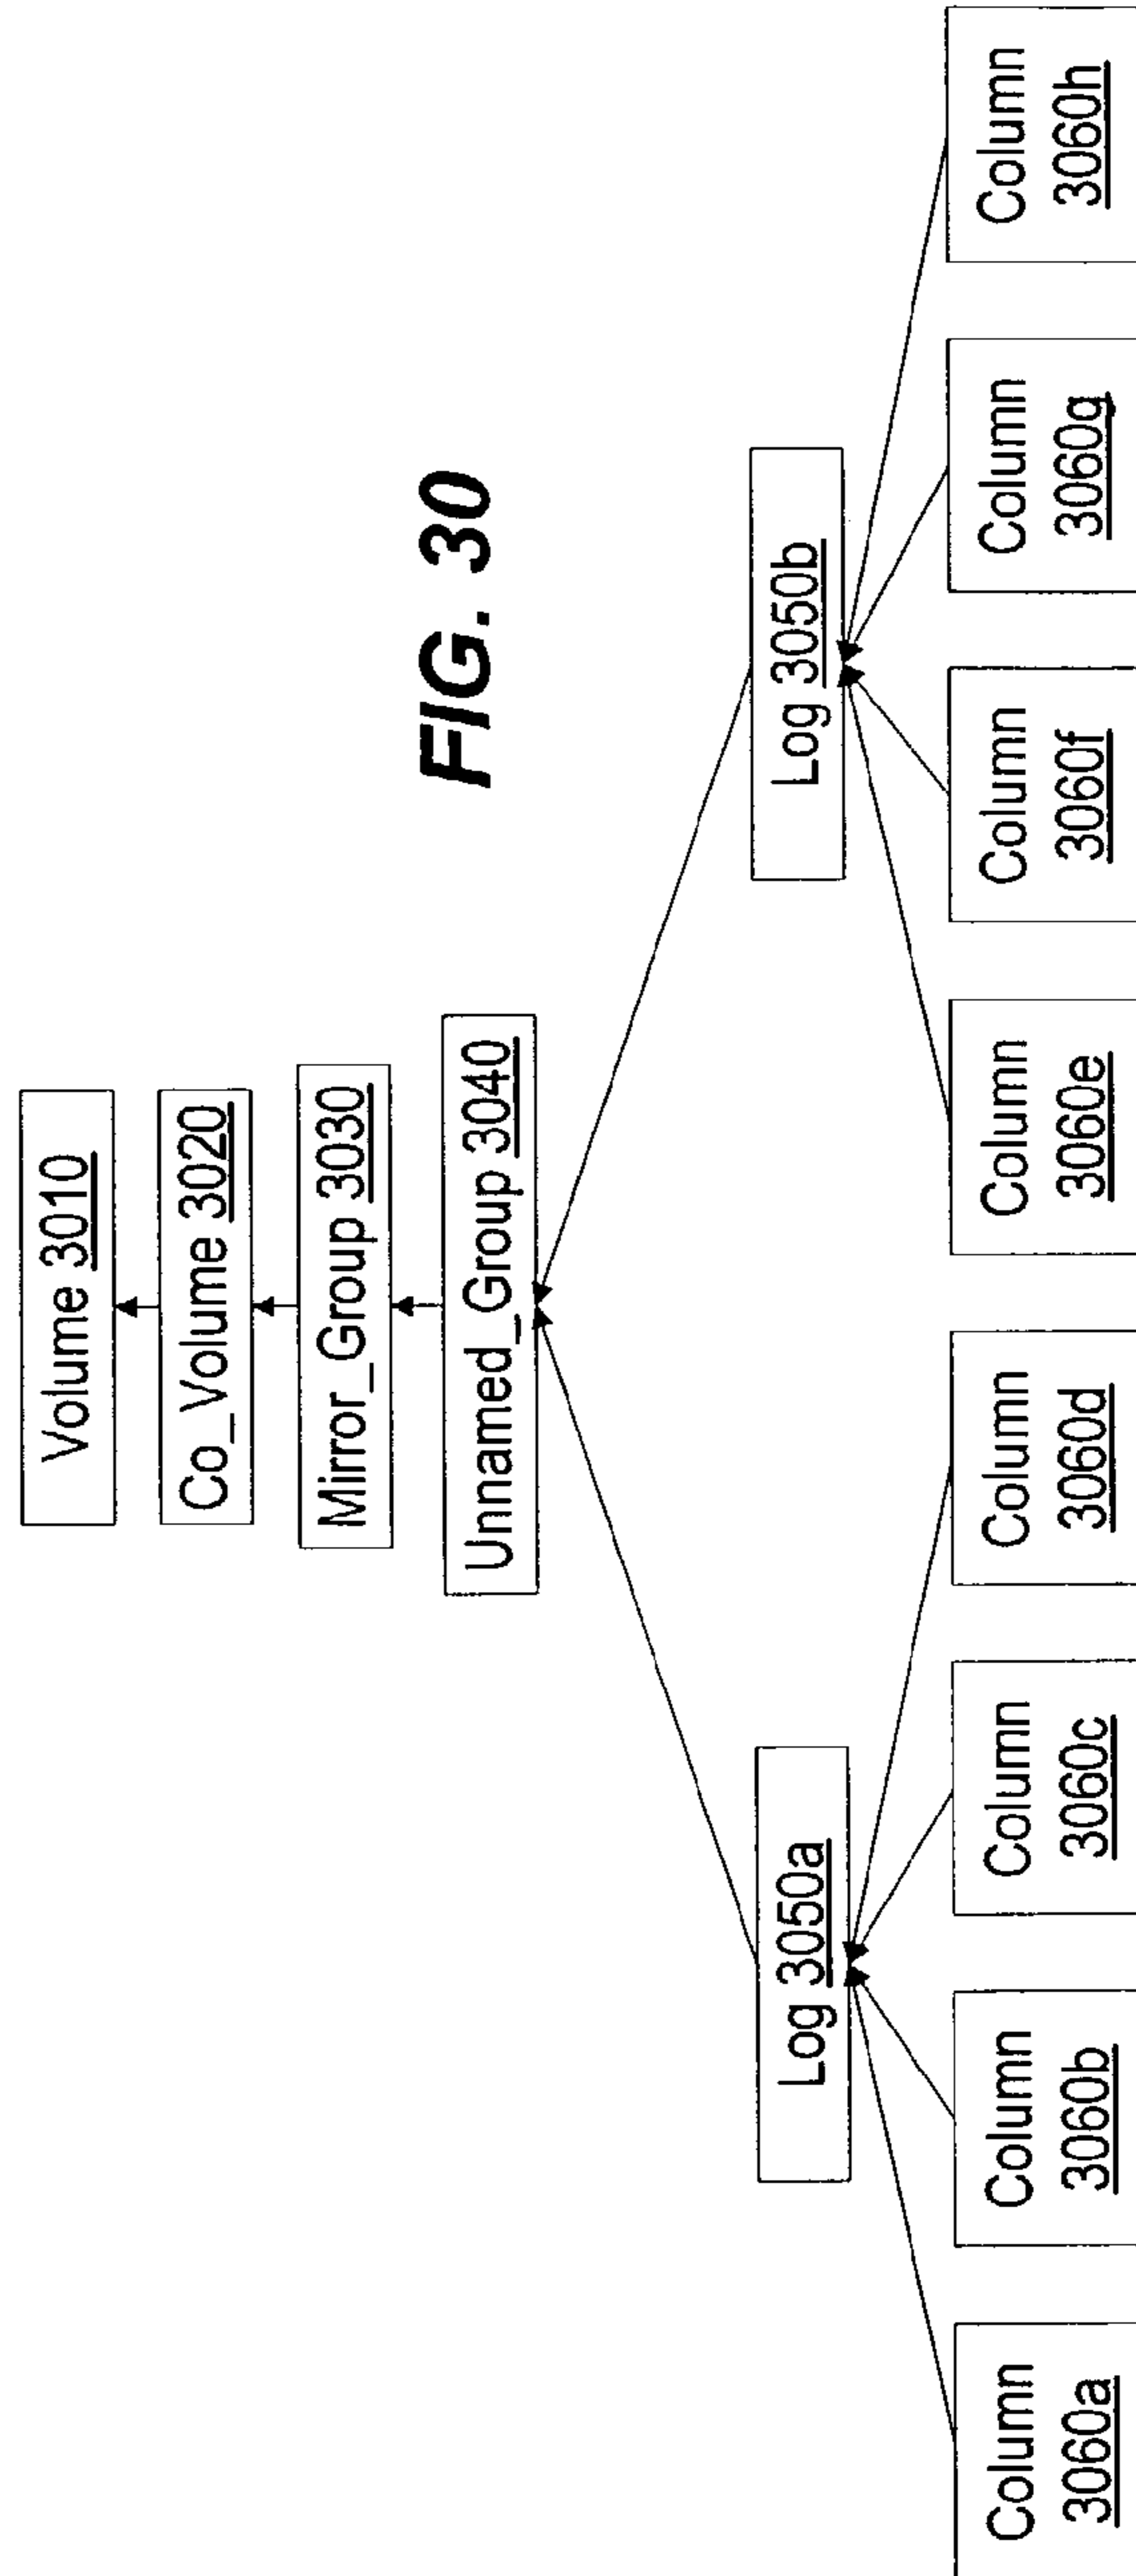 Volume 3010
Co_Volume 3020
Mirror_Group 3030
Unnamed_Group 3040
FIG. 30
Log 3050a
Log 3050b
Column
3060a
Column
3060b
Column
3060c
Column
3060d
Column
3060e
Column
3060f
Column
3060g
Column
3060h